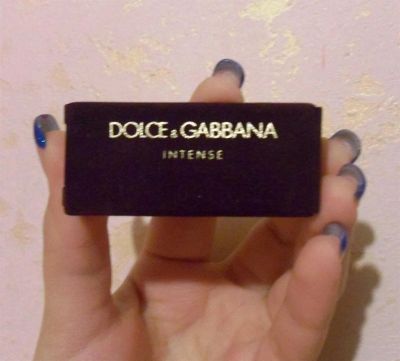 DOLCE & GABBANA
INTENSE